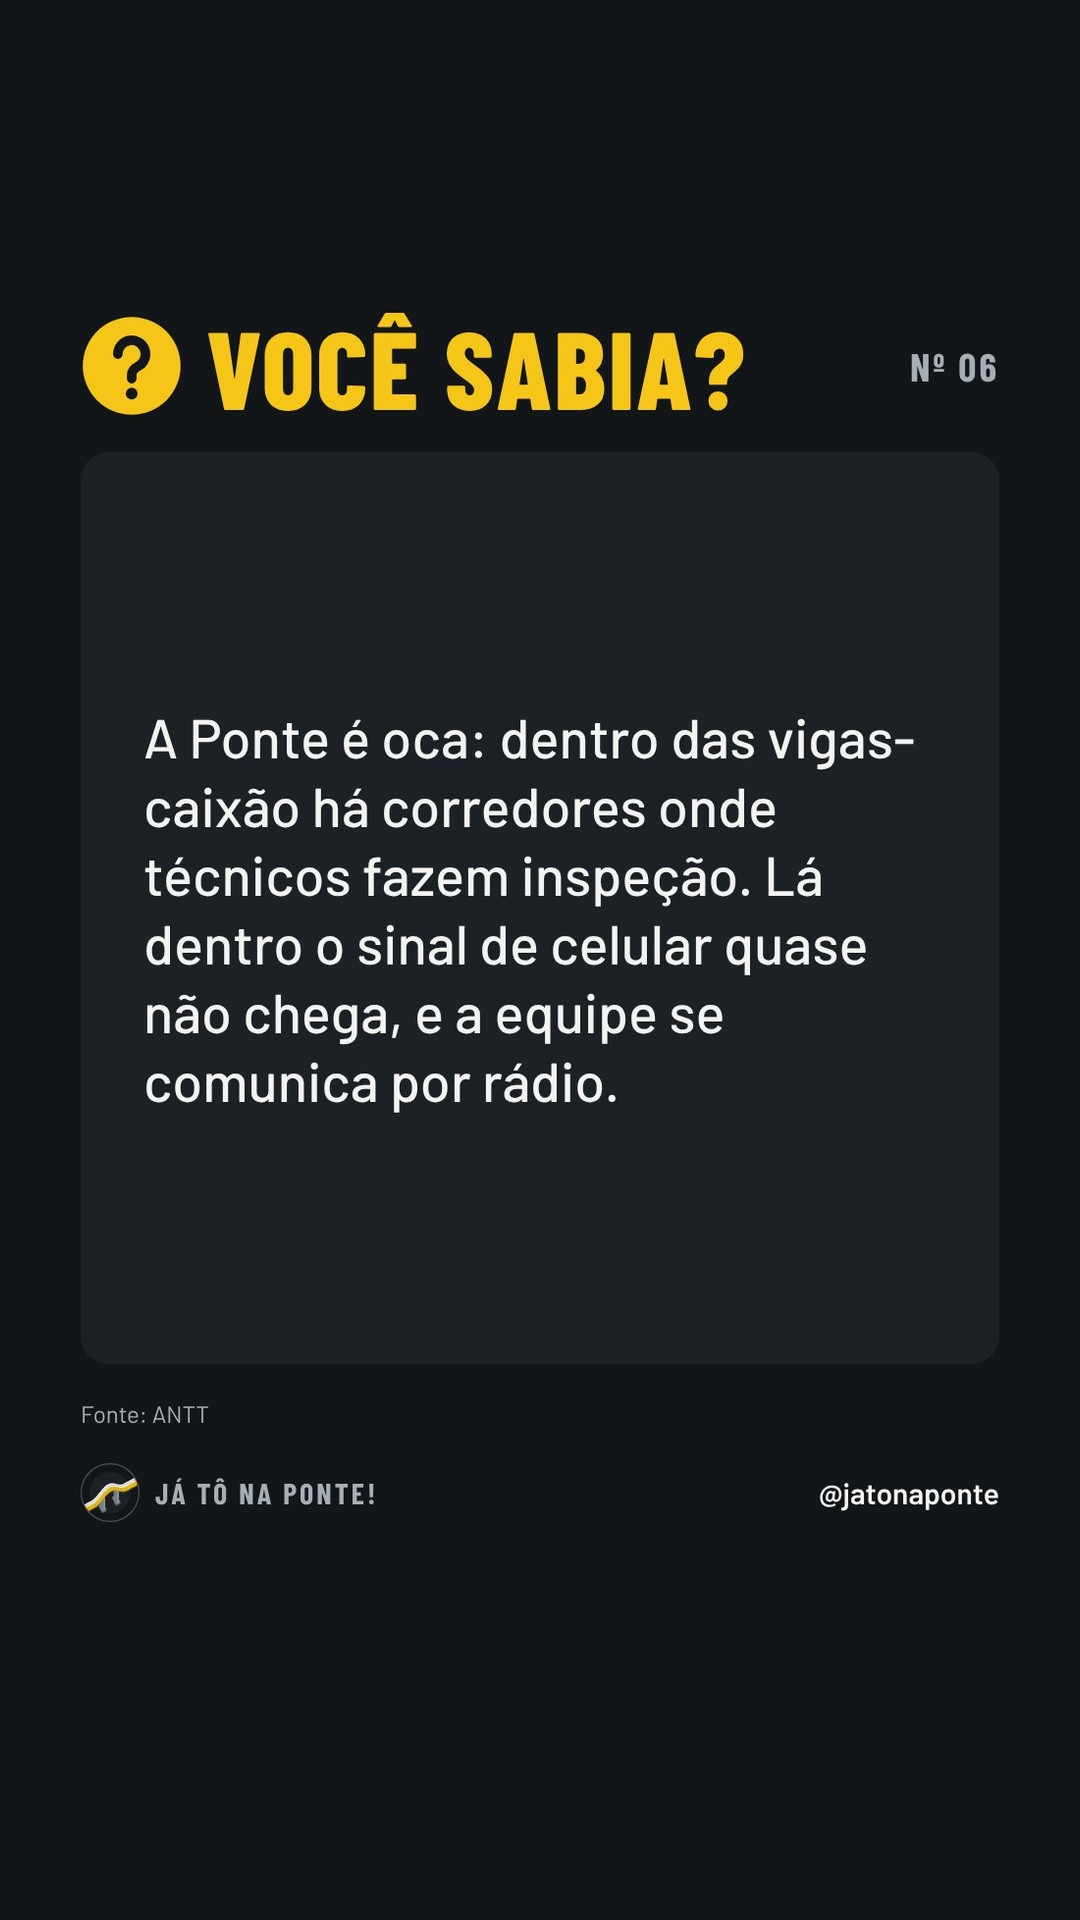 ? VOCÊ SABIA?
Nº 06
A Ponte é oca: dentro das vigas-
caixão há corredores onde
técnicos fazem inspeção. Lá
dentro o sinal de celular quase
não chega, e a equipe se
comunica por rádio.
Fonte: ANTT
JÁ TÔ NA PONTE!
@jatonaponte